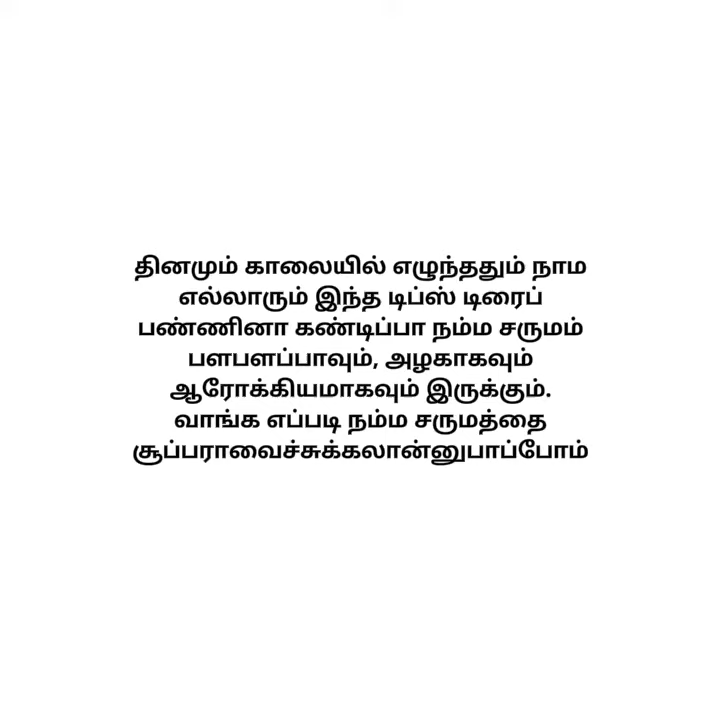 தினமும் காலையில் எழுந்ததும் நாம
எல்லாரும் இந்த டிப்ஸ் டிரைப்
பண்ணினா கண்டிப்பா நம்ம சருமம்
பளபளப்பாவும், அழகாகவும்
ஆரோக்கியமாகவும் இருக்கும்.
வாங்க எப்படி நம்ம சருமத்தை
சூப்பராவைச்சுக்கலான்னுபாப்போம்